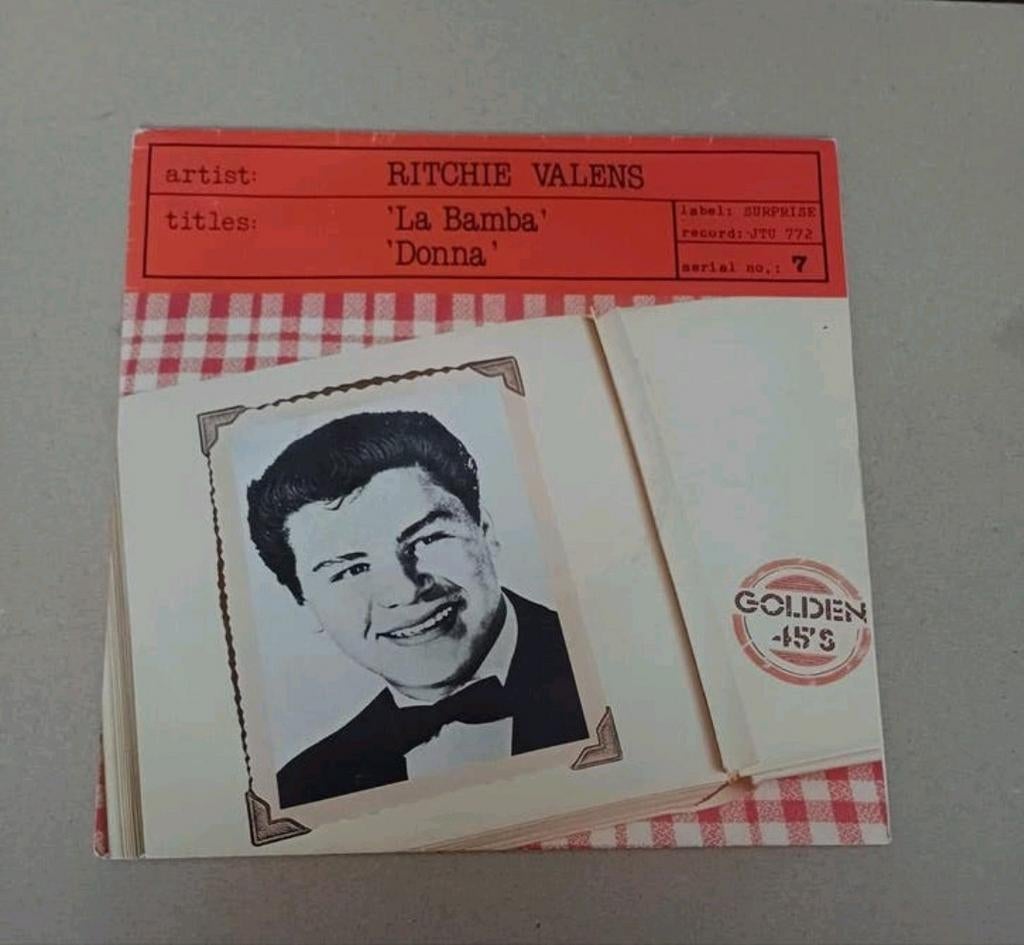 artist: RITCHIE VALENS
titles: 'La Bamba'
'Donna'
label: SURPRISE
record: JTU 772
serial no.: 7
GOLDEN
45's